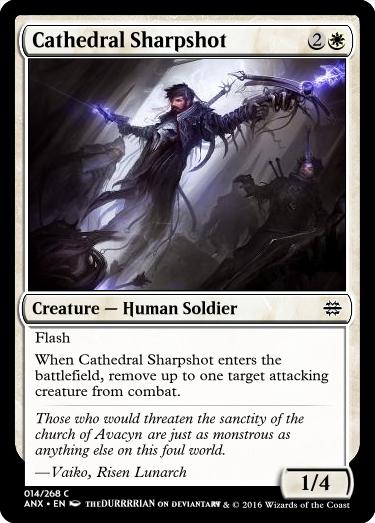 Cathedral Sharpshot 2
Creature — Human Soldier
Flash
When Cathedral Sharpshot enters the
battlefield, remove up to one target attacking
creature from combat.
Those who would threaten the sanctity of the
church of Avacyn are just as monstrous as
anything else on this foul world.
—Vaiko, Risen Lunarch
1/4
014/268 C
ANX • EN THEDURRRRIAN ON DEVIANTART & © 2016 Wizards of the Coast